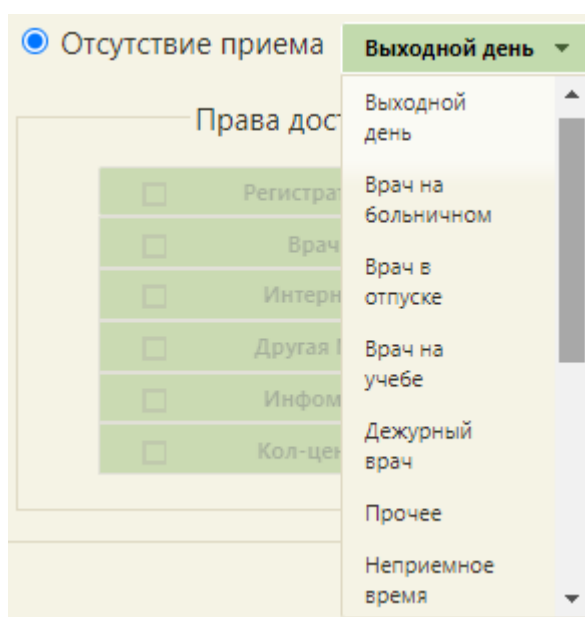 Отсутствие приема
Выходной день
Права дос
Выходной
день
Врач на
больничном
Врач в
отпуске
Врач на
учебе
Дежурный
врач
Прочее
Неприемное
время
Регистрат
Врач
Интерн
Другая
Инфом
Кол-цен